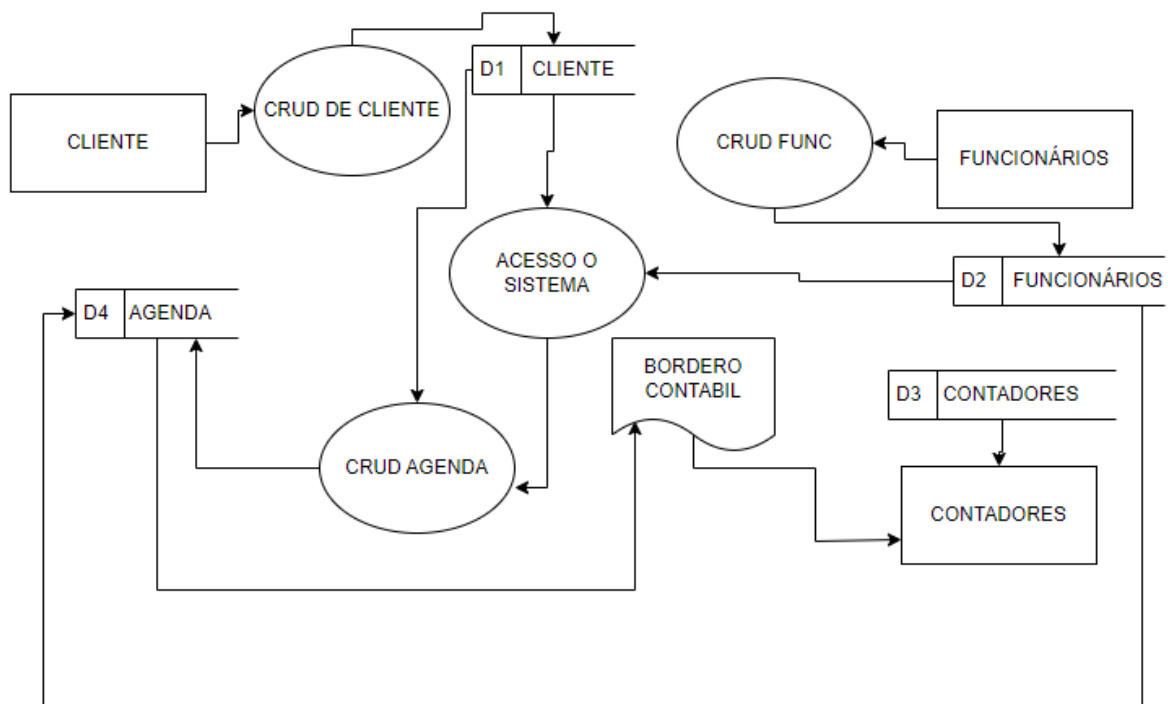 D1 CLIENTE
CRUD DE CLIENTE
CLIENTE
CRUD FUNC
FUNCIONÁRIOS
ACESSO O
SISTEMA
D2 FUNCIONÁRIOS
D4 AGENDA
BORDERO
CONTABIL
D3 CONTADORES
CRUD AGENDA
CONTADORES